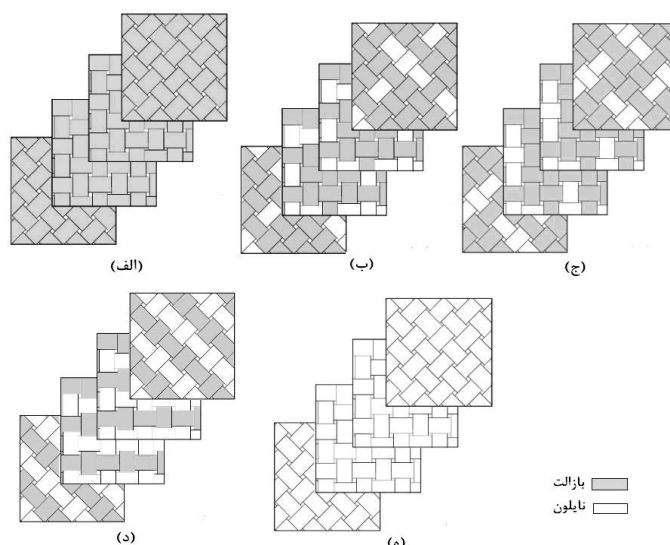 (الف)
(ب)
(ج)
(د)
(ه)
بازالت
نایلون